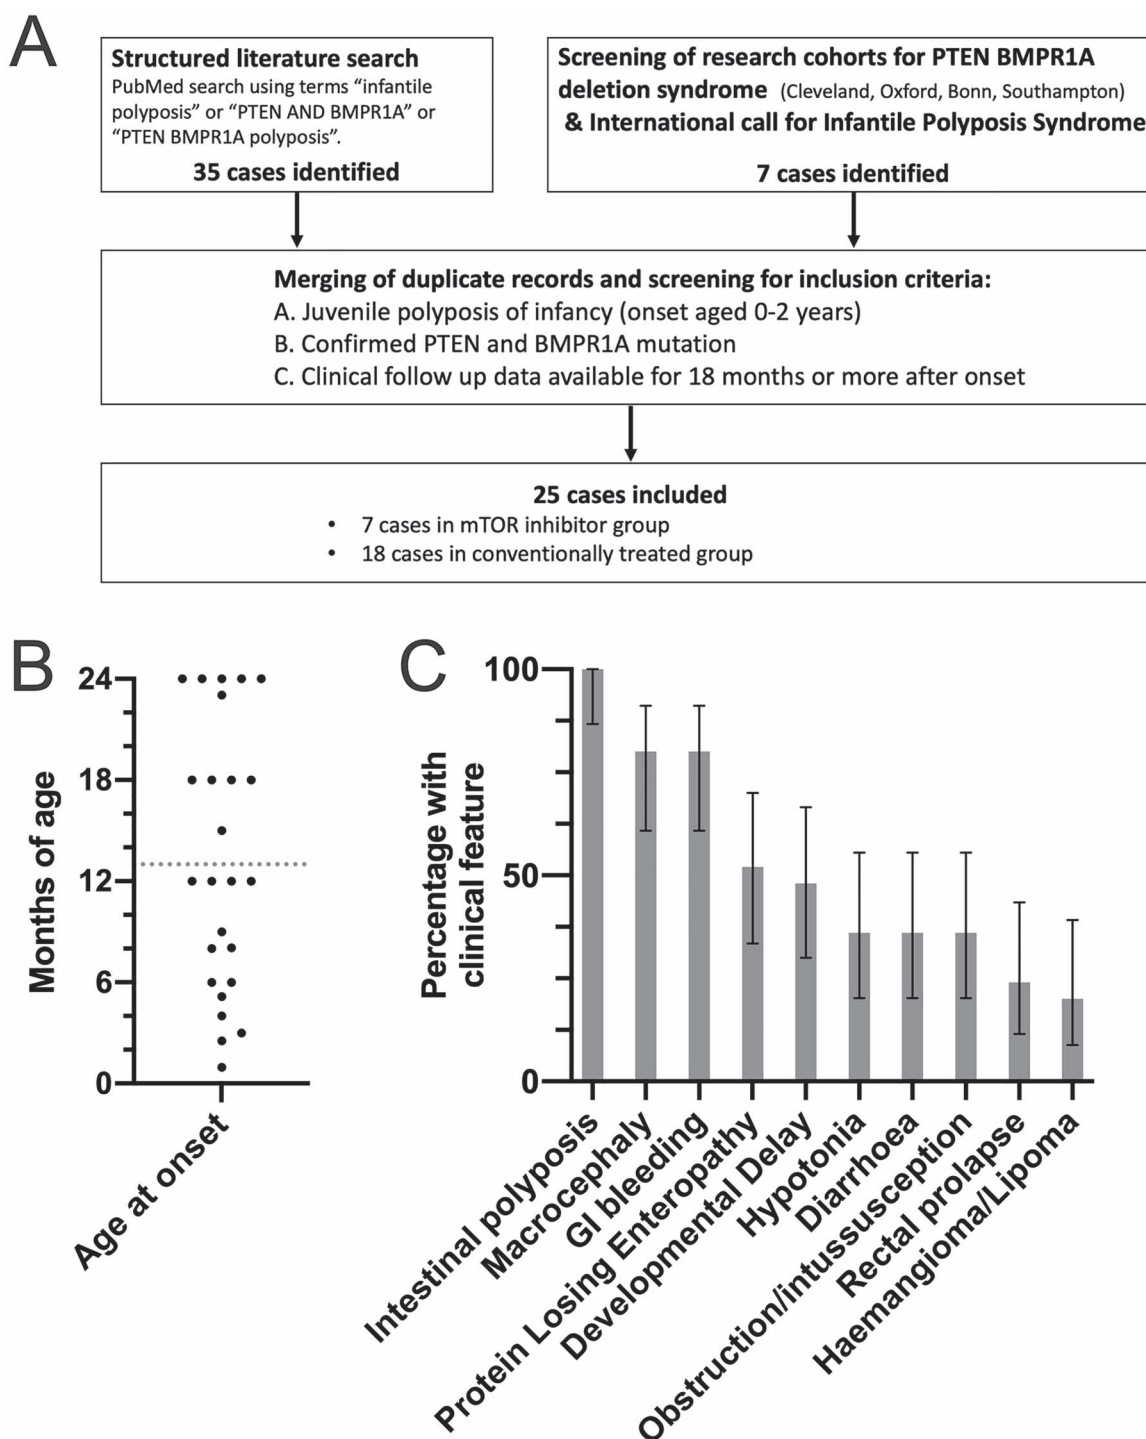 A
Structured literature search
PubMed search using terms “infantile
polyposis” or “PTEN AND BMPR1A” or
“PTEN BMPR1A polyposis”.
35 cases identified
Screening of research cohorts for PTEN BMPR1A
deletion syndrome (Cleveland, Oxford, Bonn, Southampton)
& International call for Infantile Polyposis Syndrome
7 cases identified
Merging of duplicate records and screening for inclusion criteria:
A. Juvenile polyposis of infancy (onset aged 0-2 years)
B. Confirmed PTEN and BMPR1A mutation
C. Clinical follow up data available for 18 months or more after onset
25 cases included
• 7 cases in mTOR inhibitor group
• 18 cases in conventionally treated group
B
Months of age
24
18
12
6
0
Age at onset
C
Percentage with
clinical feature
100
50
0
Intestinal polyposis
Macrocephaly
GI bleeding
Protein Losing Enteropathy
Developmental Delay
Hypotonia
Diarrhoea
Obstruction/intussusception
Rectal prolapse
Haemangioma/Lipoma